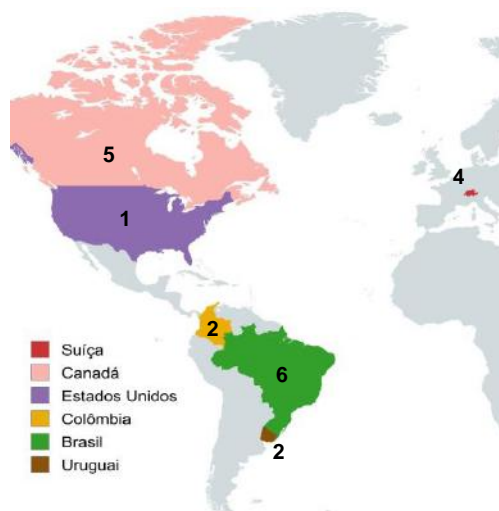 5
4
1
2
6
2
Suíça
Canadá
Estados Unidos
Colômbia
Brasil
Uruguai